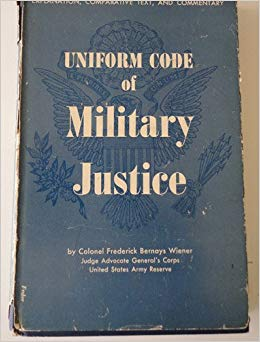 EXPLANATION, COMPARATIVE TEXT, AND COMMENTARY
UNIFORM CODE
of
Military
Justice
by Colonel Frederick Bernays Wiener
Judge Advocate General's Corps
United States Army Reserve